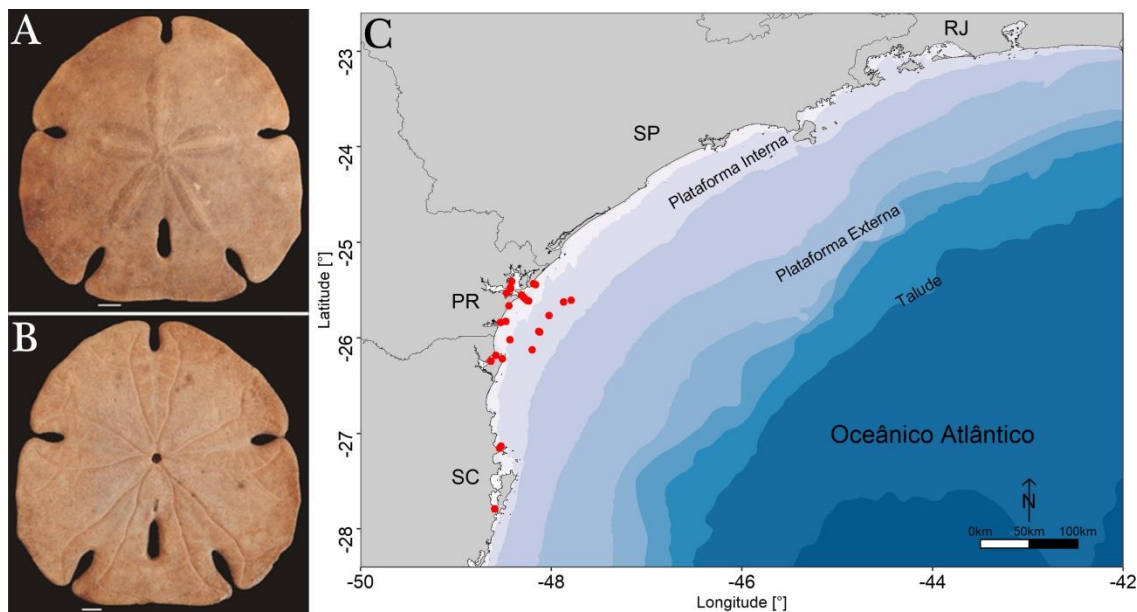 A
B
C
RJ
SP
PR
SC
Plataforma Interna
Plataforma Externa
Talude
Oceânico Atlântico
N
0km 50km 100km
Latitude [°]
-23
-24
-25
-26
-27
-28
-50 -48 -46 -44 -42
Longitude [°]